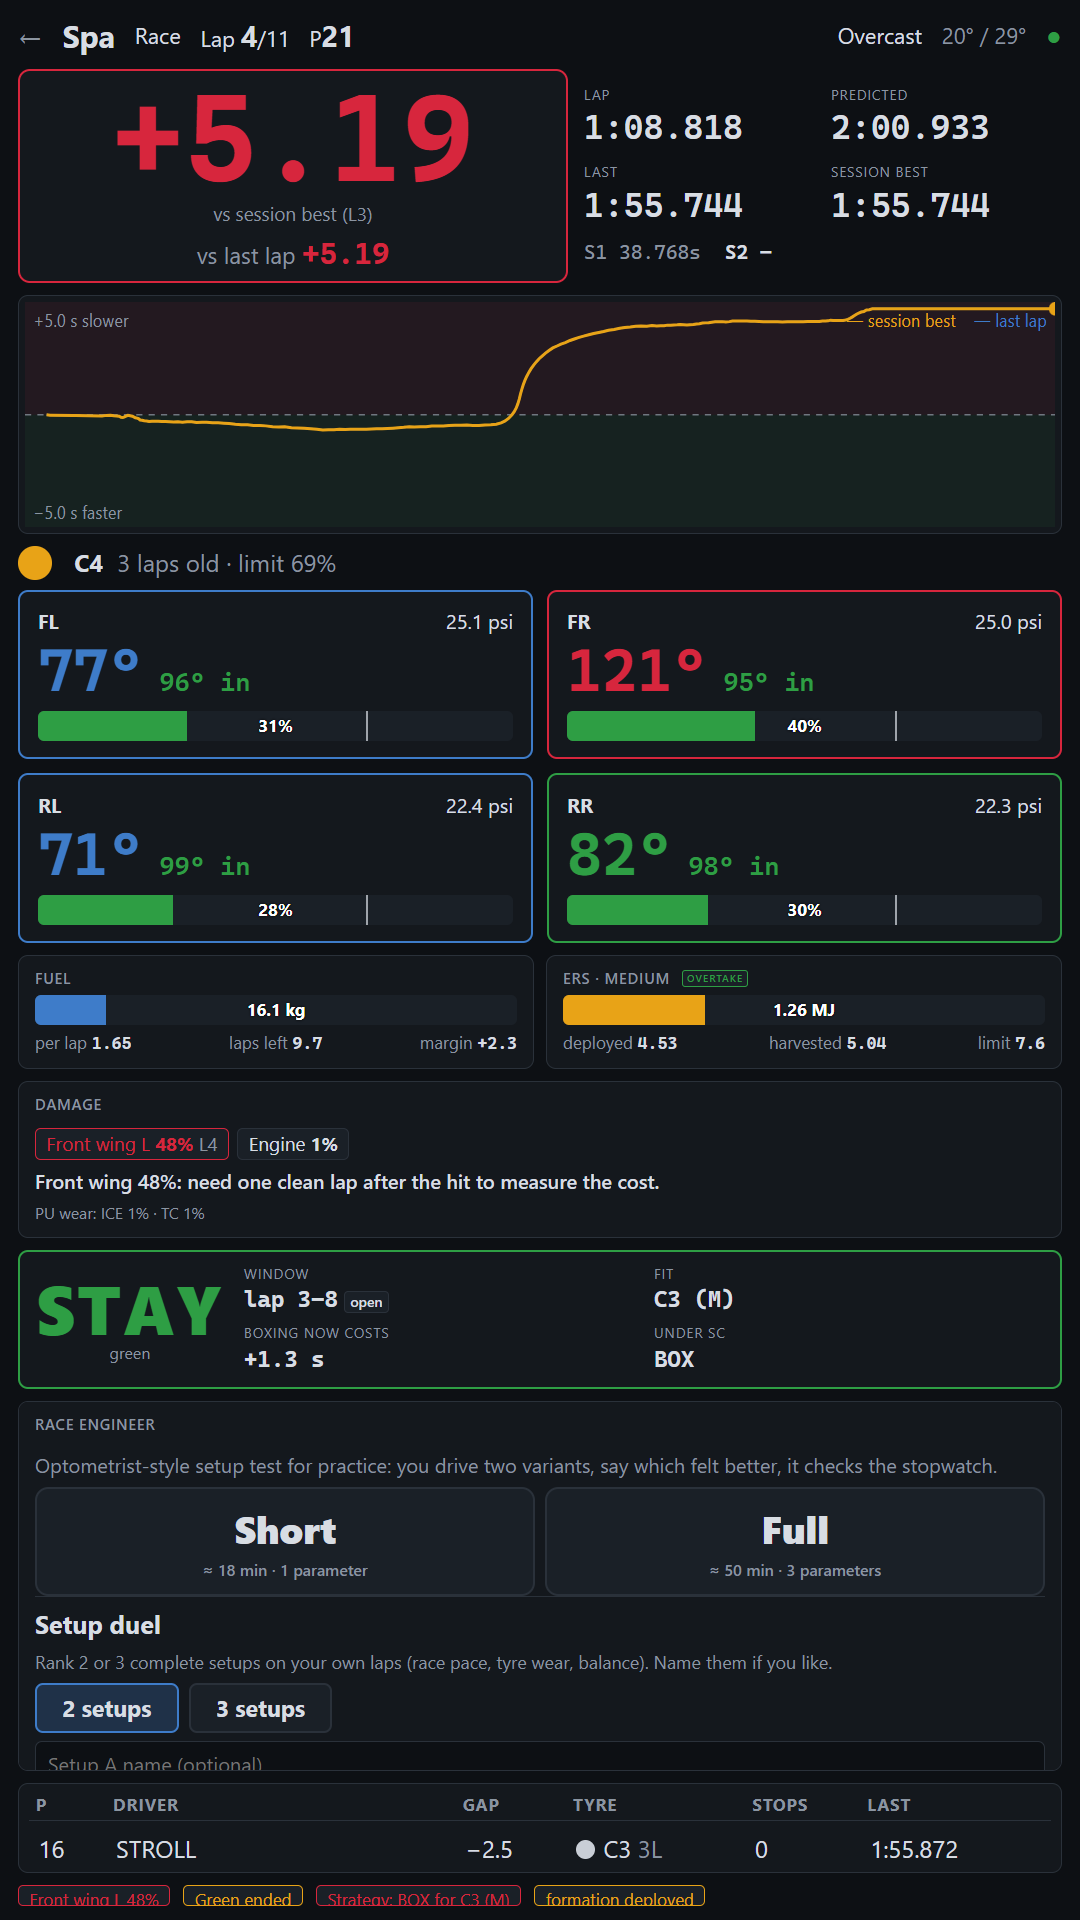 ← Spa Race Lap 4/11 P21 Overcast 20° / 29°
+5.19
vs session best (L3)
vs last lap +5.19
LAP PREDICTED
1:08.818 2:00.933
LAST SESSION BEST
1:55.744 1:55.744
S1 38.768s S2 –
+5.0 s slower — session best — last lap
−5.0 s faster
C4 3 laps old · limit 69%
FL 25.1 psi
77° 96° in
31%
FR 25.0 psi
121° 95° in
40%
RL 22.4 psi
71° 99° in
28%
RR 22.3 psi
82° 98° in
30%
FUEL
16.1 kg
per lap 1.65 laps left 9.7 margin +2.3
ERS · MEDIUM OVERTAKE
1.26 MJ
deployed 4.53 harvested 5.04 limit 7.6
DAMAGE
Front wing L 48% L4 Engine 1%
Front wing 48%: need one clean lap after the hit to measure the cost.
PU wear: ICE 1% · TC 1%
STAY
green
WINDOW
lap 3–8 open
BOXING NOW COSTS
+1.3 s
FIT
C3 (M)
UNDER SC
BOX
RACE ENGINEER
Optometrist-style setup test for practice: you drive two variants, say which felt better, it checks the stopwatch.
Short
≈ 18 min · 1 parameter
Full
≈ 50 min · 3 parameters
Setup duel
Rank 2 or 3 complete setups on your own laps (race pace, tyre wear, balance). Name them if you like.
2 setups 3 setups
Setup A name (optional)
P DRIVER GAP TYRE STOPS LAST
16 STROLL −2.5 C3 3L 0 1:55.872
Front wing L 48% Green ended Strategy: BOX for C3 (M) formation deployed